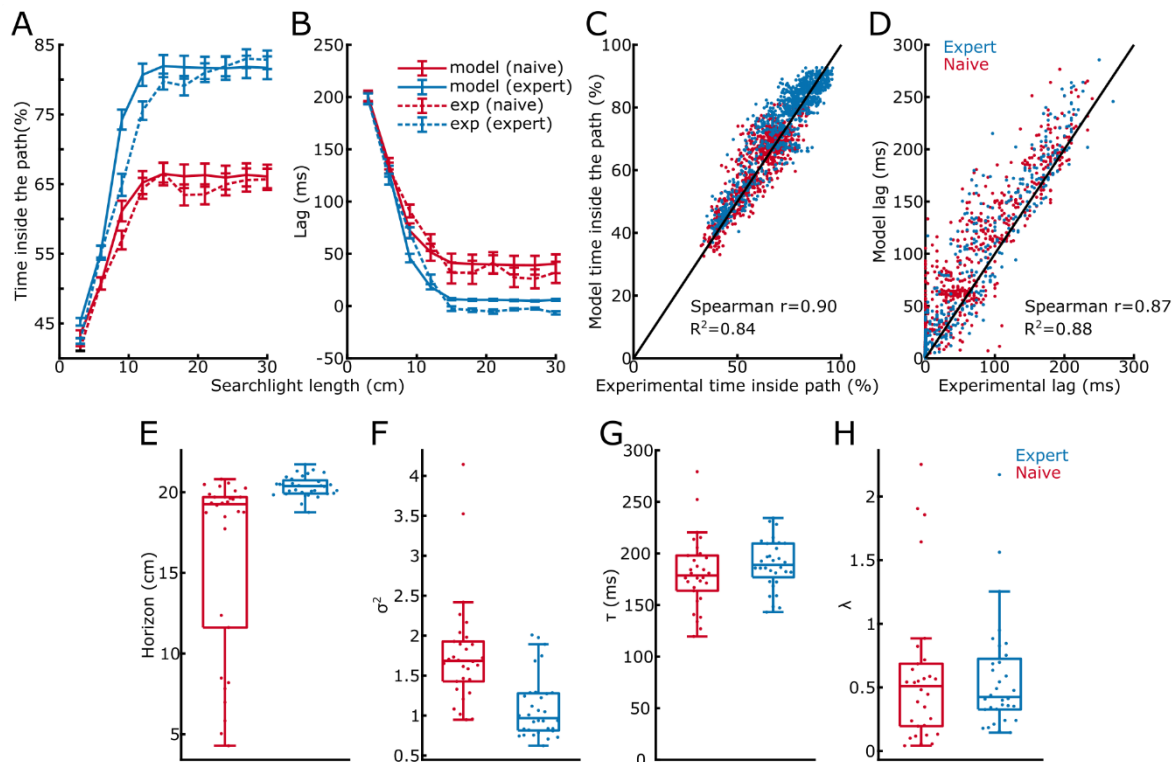 A
Time inside the path(%)
85
75
65
55
45
0
10
20
30
Searchlight length (cm)
B
Lag (ms)
250
200
150
100
50
0
-50
model (naive)
model (expert)
exp (naive)
exp (expert)
0
10
20
30
C
Model time inside the path (%)
100
80
60
40
20
0
0
50
100
Spearman r=0.90
R²=0.84
Experimental time inside path (%)
D
Model lag (ms)
300
250
200
150
100
50
0
Expert
Naive
Spearman r=0.87
R²=0.88
0
100
200
300
Experimental lag (ms)
E
Horizon (cm)
20
15
10
5
F
σ²
4
3.5
3
2.5
2
1.5
1
0.5
G
τ (ms)
300
250
200
150
100
50
0
H
λ
2
1.5
1
0.5
0
Expert
Naive